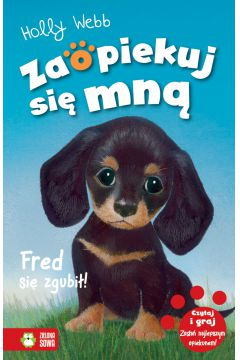 Holly Webb
Zaopiekuj
się mną
Fred
się zgubił!
Czytaj
i graj
Zostań najlepszym
opiekunem!
ZIELONA
SOWA